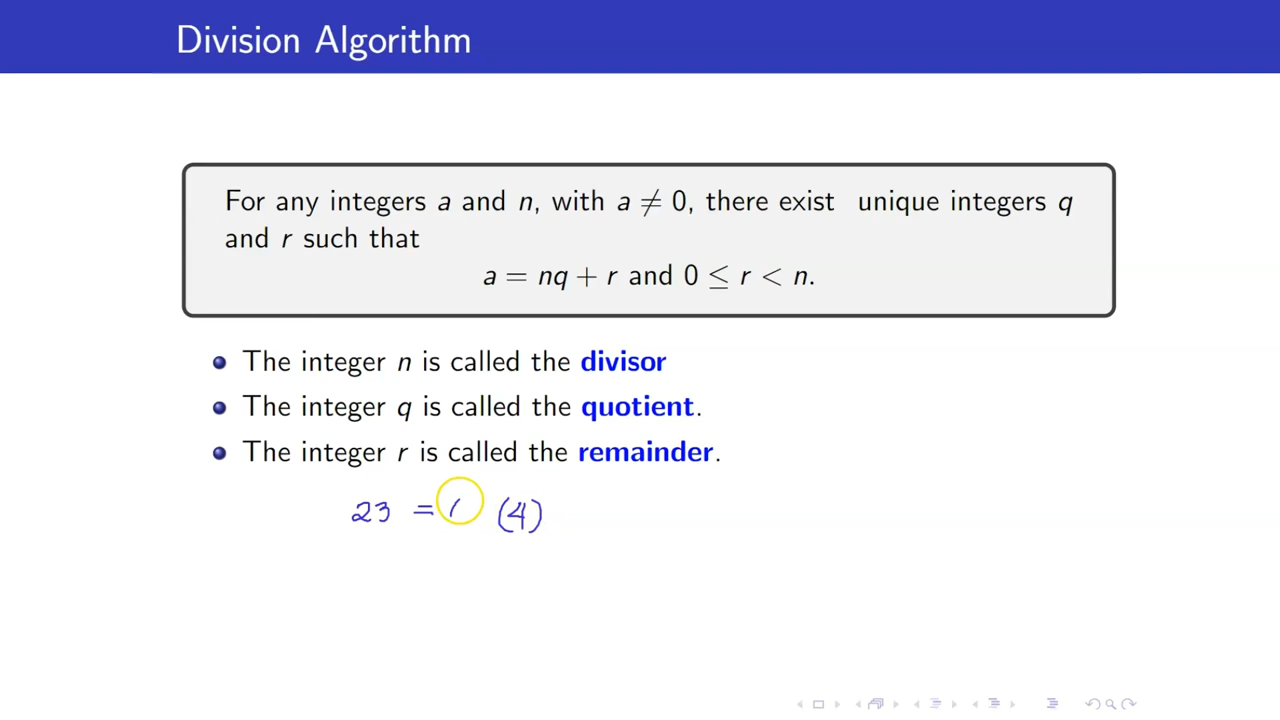 Division Algorithm
For any integers a and n, with a ≠ 0, there exist unique integers q
and r such that
a = nq + r and 0 ≤ r < n.
The integer n is called the divisor
The integer q is called the quotient.
The integer r is called the remainder.
23 = ( (4)